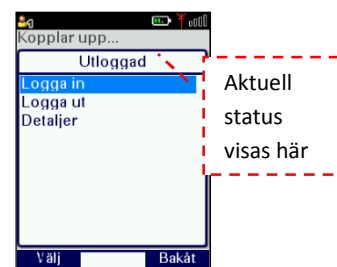 Kopplar upp...
Utloggad
Logga in
Logga ut
Detaljer
Välj Bakåt
Aktuell
status
visas här